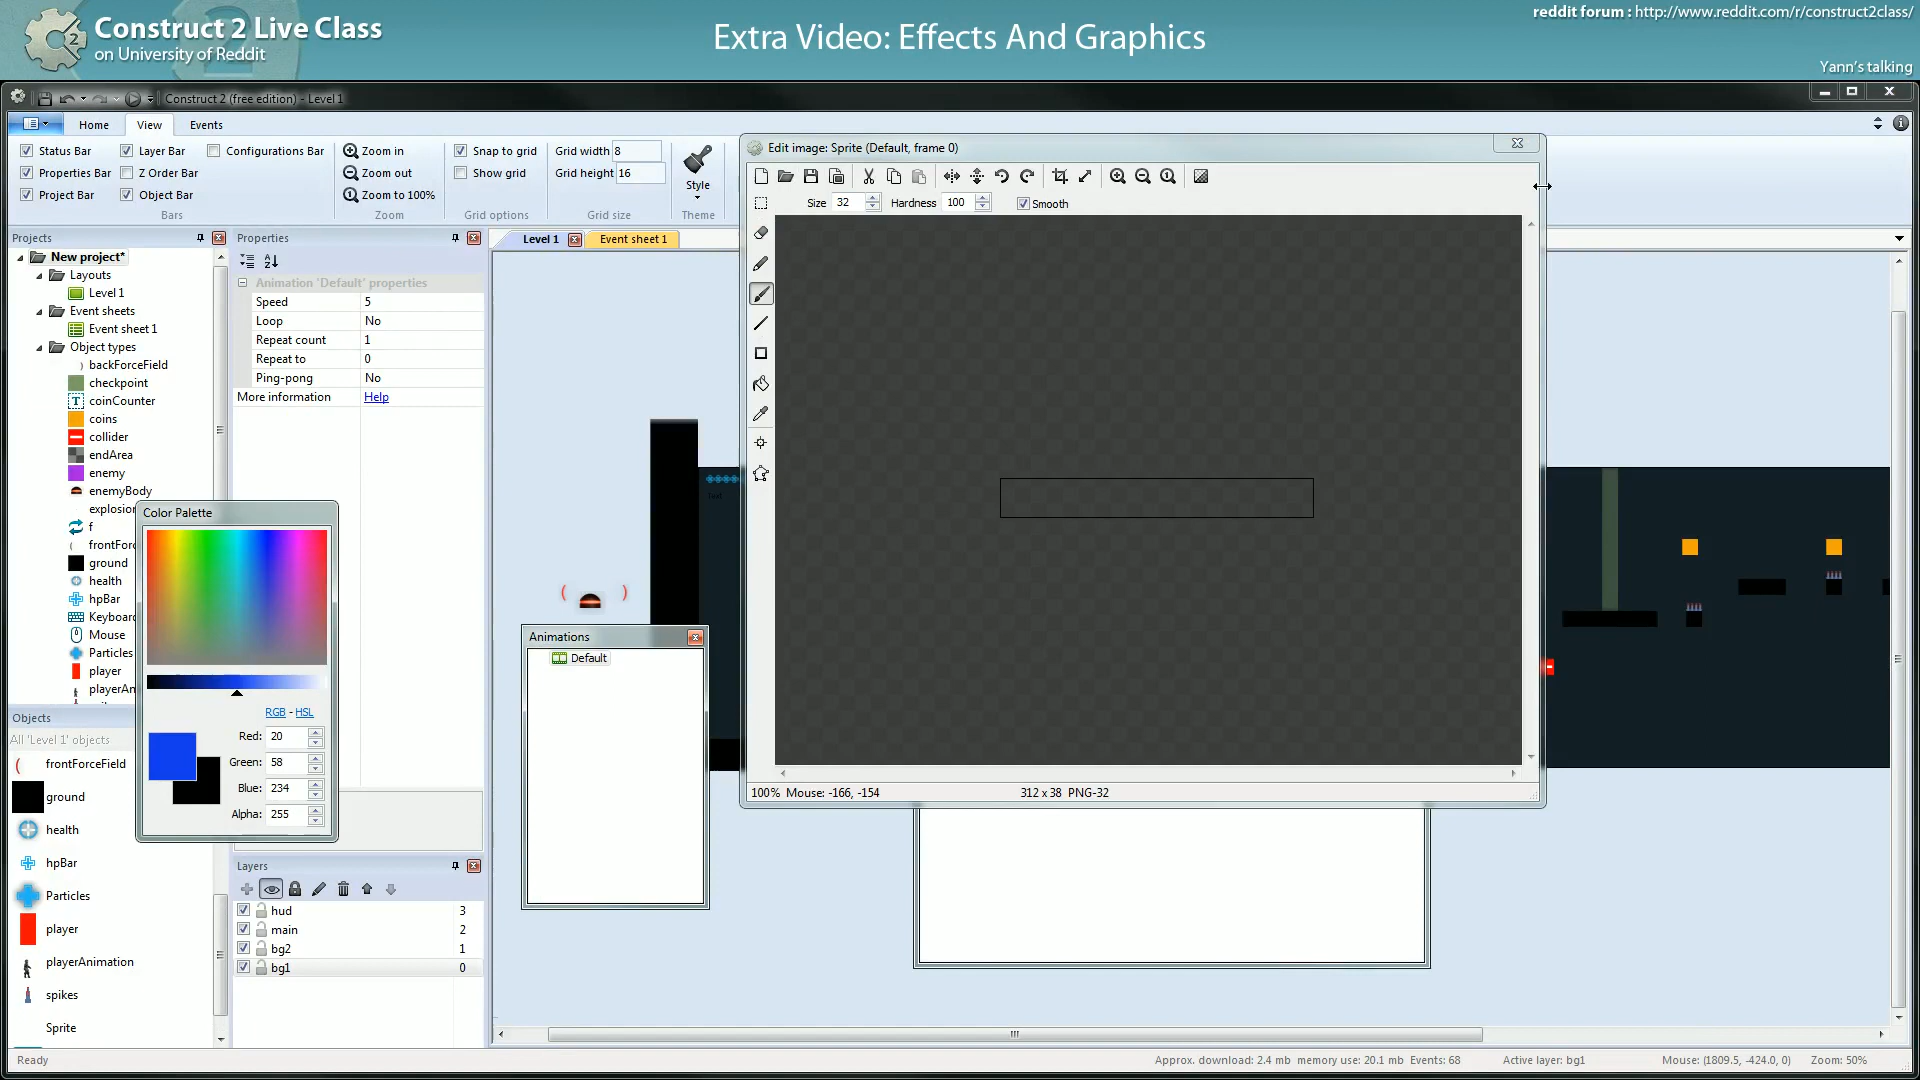 Construct 2 Live Class
on University of Reddit
Extra Video: Effects And Graphics
reddit forum : http://www.reddit.com/r/construct2class/
Yann's talking
Construct 2 (free edition) - Level 1
Home View Events
Status Bar Layer Bar Configurations Bar
Properties Bar Z Order Bar
Project Bar Object Bar
Bars
Zoom in
Zoom out
Zoom to 100%
Zoom
Snap to grid
Show grid
Grid options
Grid width 8
Grid height 16
Grid size
Style
Theme
Projects
New project*
Layouts
Level 1
Event sheets
Event sheet 1
Object types
backForceField
checkpoint
coinCounter
coins
collider
endArea
enemy
enemyBody
explosion
f
frontForc
ground
health
hpBar
Keyboard
Mouse
Particles
player
playerAn
Properties
Animation 'Default' properties
Speed 5
Loop No
Repeat count 1
Repeat to 0
Ping-pong No
More information Help
Level 1 Event sheet 1
Edit image: Sprite (Default, frame 0)
Size 32 Hardness 100 Smooth
100% Mouse: -166, -154 312 x 38 PNG-32
Color Palette
RGB - HSL
Red: 20
Green: 58
Blue: 234
Alpha: 255
Animations
Default
Objects
All 'Level 1' objects
frontForceField
ground
health
hpBar
Particles
player
playerAnimation
spikes
Sprite
Layers
hud 3
main 2
bg2 1
bg1 0
Ready
Approx. download: 2.4 mb memory use: 20.1 mb Events: 68 Active layer: bg1 Mouse: (1809.5, -424.0, 0) Zoom: 50%